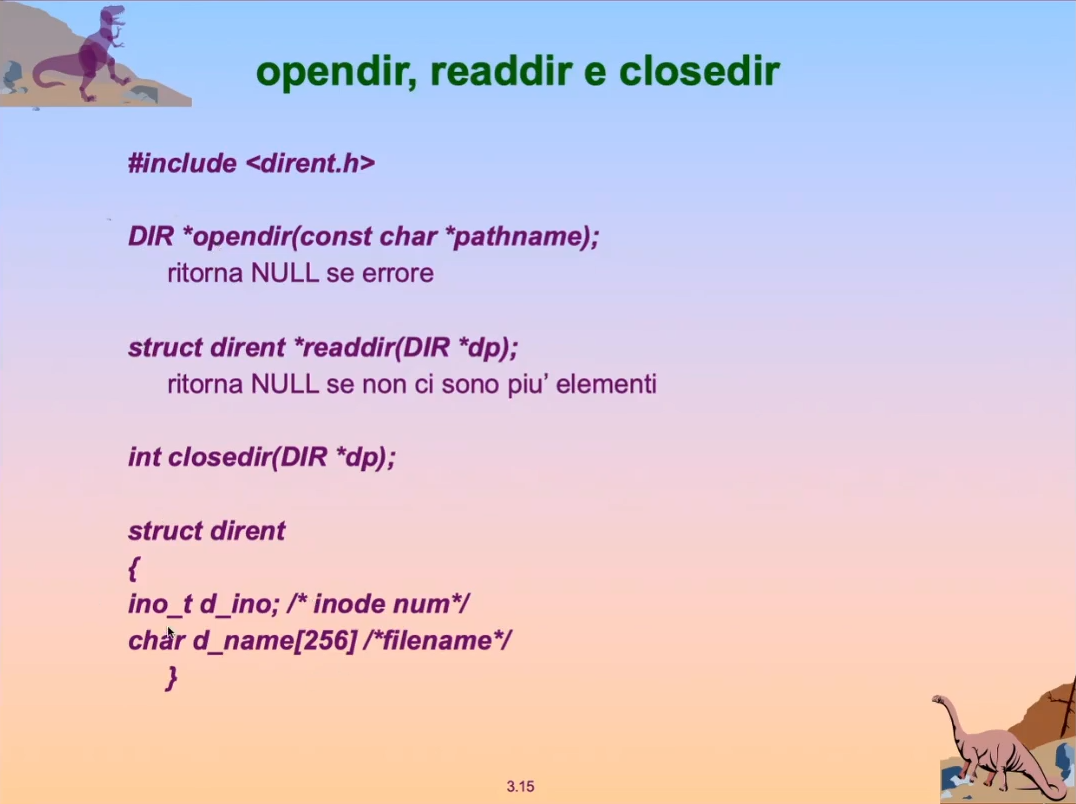 opendir, readdir e closedir
#include <dirent.h>
DIR *opendir(const char *pathname);
ritorna NULL se errore
struct dirent *readdir(DIR *dp);
ritorna NULL se non ci sono piu’ elementi
int closedir(DIR *dp);
struct dirent
{
ino_t d_ino; /* inode num*/
char d_name[256] /*filename*/
}
3.15